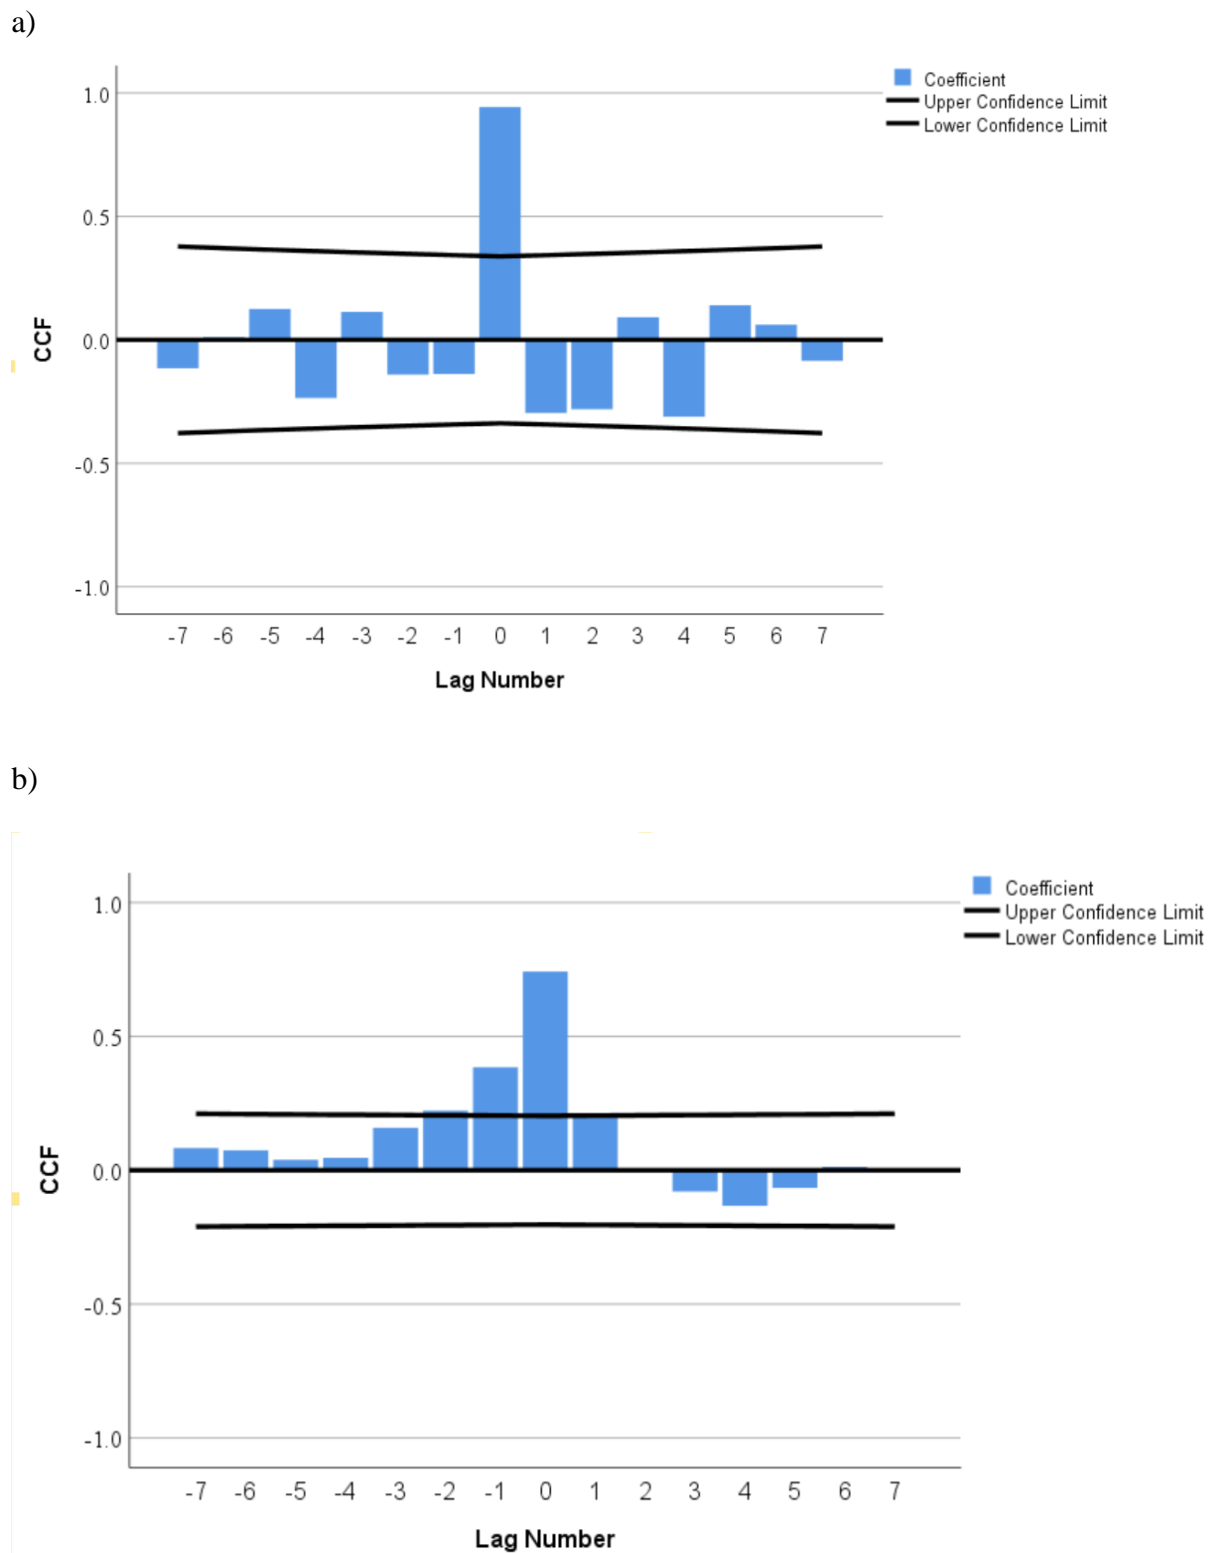 a)
Coefficient
Upper Confidence Limit
Lower Confidence Limit
1.0
0.5
0.0
-0.5
-1.0
CCF
-7 -6 -5 -4 -3 -2 -1 0 1 2 3 4 5 6 7
Lag Number
b)
Coefficient
Upper Confidence Limit
Lower Confidence Limit
1.0
0.5
0.0
-0.5
-1.0
CCF
-7 -6 -5 -4 -3 -2 -1 0 1 2 3 4 5 6 7
Lag Number